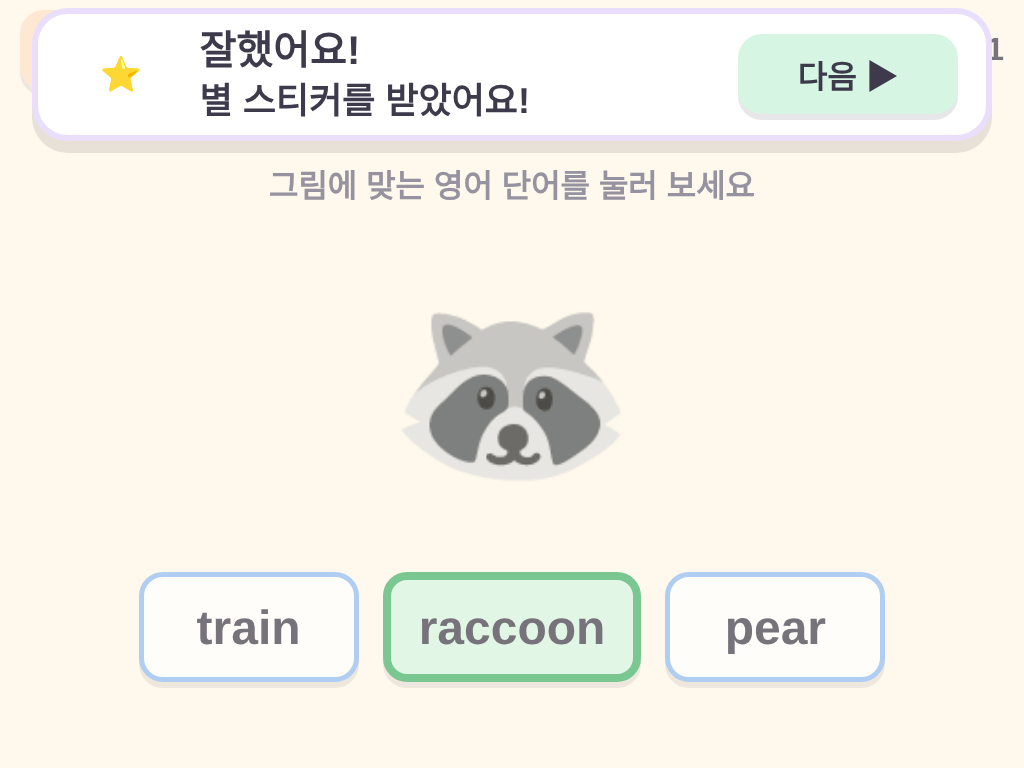 잘했어요!
별 스티커를 받았어요!
다음 ▶
그림에 맞는 영어 단어를 눌러 보세요
train
raccoon
pear